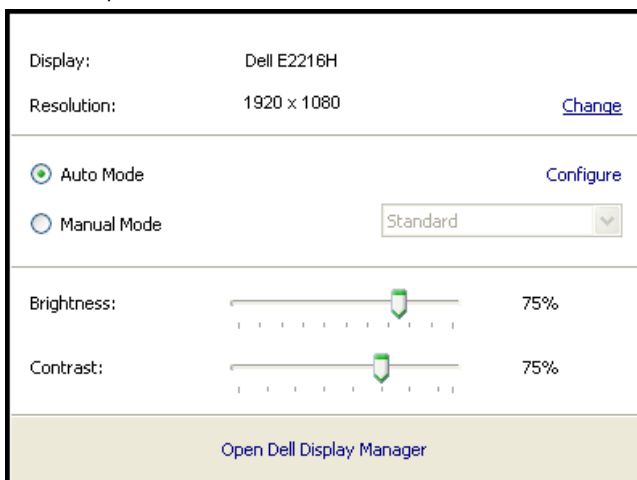 Display: Dell E2216H
Resolution: 1920 x 1080 Change
Auto Mode Configure
Manual Mode Standard
Brightness: 75%
Contrast: 75%
Open Dell Display Manager